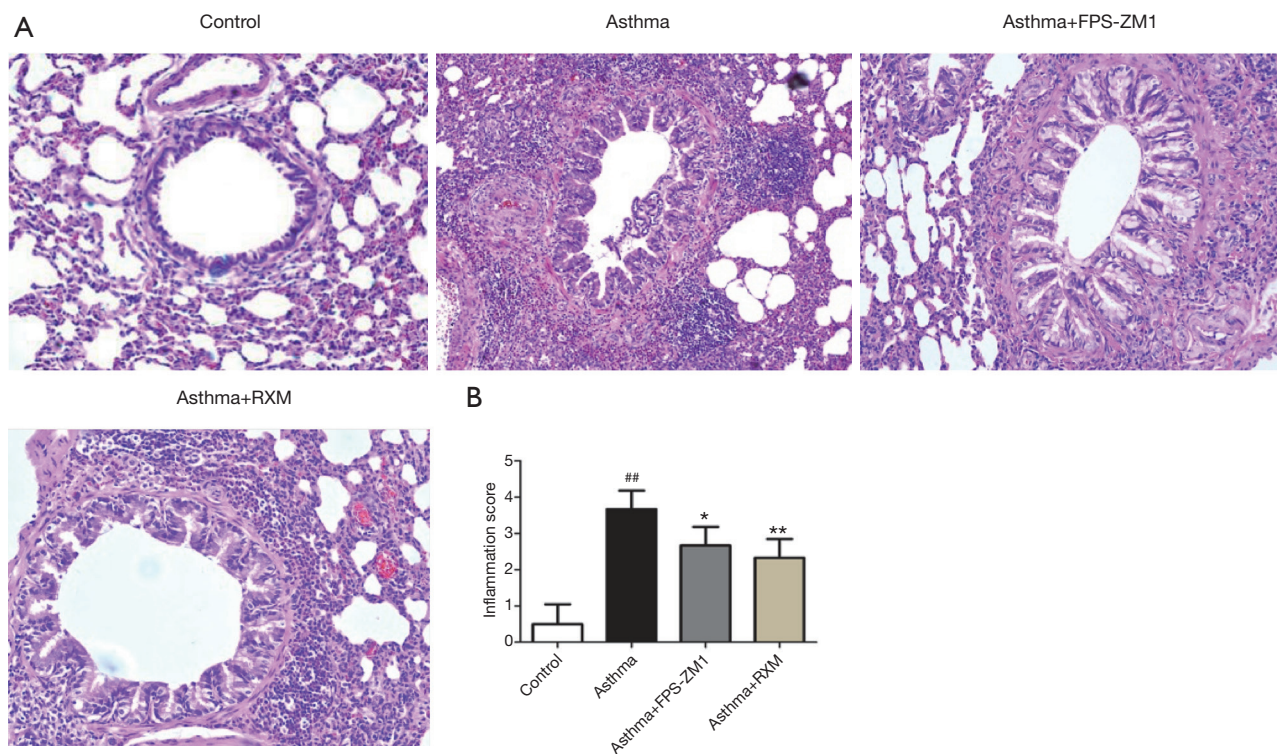 A
Control
Asthma
Asthma+FPS-ZM1
Asthma+RXM
B
Inflammation score
5
4
3
2
1
0
##
*
**
Control
Asthma
Asthma+FPS-ZM1
Asthma+RXM